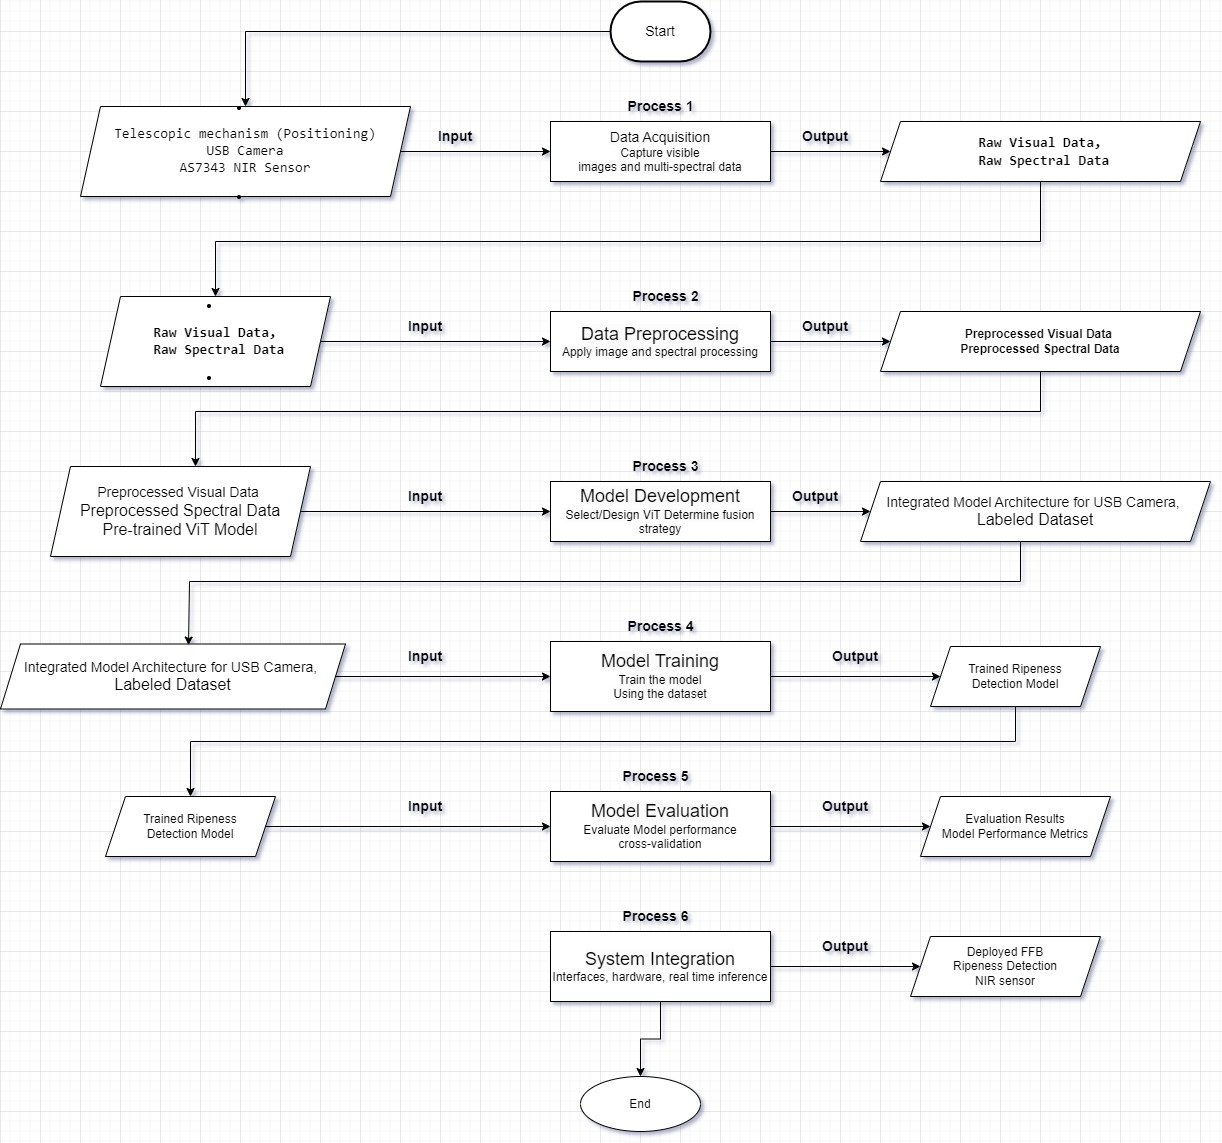 Start
Process 1
Telescopic mechanism (Positioning)
USB Camera
AS7343 NIR Sensor
Input
Data Acquisition
Capture visible
images and multi-spectral data
Output
Raw Visual Data,
Raw Spectral Data
Process 2
Raw Visual Data,
Raw Spectral Data
Input
Data Preprocessing
Apply image and spectral processing
Output
Preprocessed Visual Data
Preprocessed Spectral Data
Process 3
Preprocessed Visual Data
Preprocessed Spectral Data
Pre-trained ViT Model
Input
Model Development
Select/Design ViT Determine fusion
strategy
Output
Integrated Model Architecture for USB Camera,
Labeled Dataset
Process 4
Integrated Model Architecture for USB Camera,
Labeled Dataset
Input
Model Training
Train the model
Using the dataset
Output
Trained Ripeness
Detection Model
Process 5
Trained Ripeness
Detection Model
Input
Model Evaluation
Evaluate Model performance
cross-validation
Output
Evaluation Results
Model Performance Metrics
Process 6
System Integration
Interfaces, hardware, real time inference
Output
Deployed FFB
Ripeness Detection
NIR sensor
End